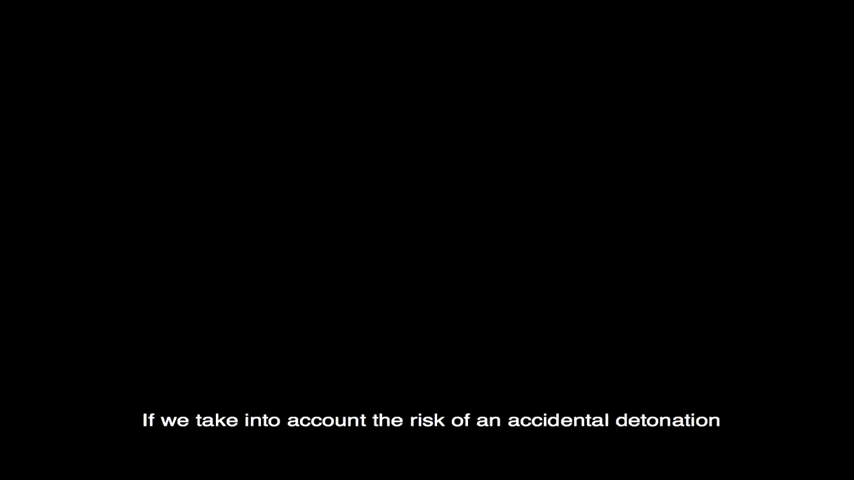 If we take into account the risk of an accidental detonation